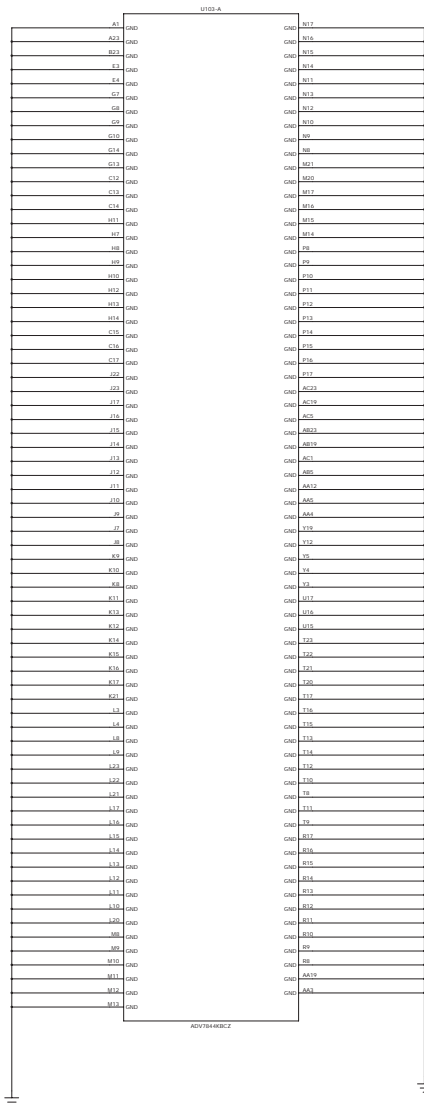 U103-A
A1 GND GND N17
A23 GND GND N16
B23 GND GND N15
E3 GND GND N14
E4 GND GND N11
G7 GND GND N13
G8 GND GND N12
G9 GND GND N10
G10 GND GND N9
G14 GND GND N8
G13 GND GND M21
C12 GND GND M20
C13 GND GND M17
C14 GND GND M16
H11 GND GND M15
H7 GND GND M14
H8 GND GND P8
H9 GND GND P9
H10 GND GND P10
H12 GND GND P11
H13 GND GND P12
H14 GND GND P13
C15 GND GND P14
C16 GND GND P15
C17 GND GND P16
J22 GND GND P17
J23 GND GND AC23
J17 GND GND AC19
J16 GND GND AC5
J15 GND GND AB23
J14 GND GND AB19
J13 GND GND AC1
J12 GND GND AB5
J11 GND GND AA12
J10 GND GND AA5
J9 GND GND AA4
J7 GND GND Y19
J8 GND GND Y12
K9 GND GND Y5
K10 GND GND Y4
K8 GND GND Y3
K11 GND GND U17
K13 GND GND U16
K12 GND GND U15
K14 GND GND T23
K15 GND GND T22
K16 GND GND T21
K17 GND GND T20
K21 GND GND T17
L3 GND GND T16
L4 GND GND T15
L8 GND GND T13
L9 GND GND T14
L23 GND GND T12
L22 GND GND T10
L21 GND GND T8
L17 GND GND T11
L16 GND GND T9
L15 GND GND R17
L14 GND GND R16
L13 GND GND R15
L12 GND GND R14
L11 GND GND R13
L10 GND GND R12
L20 GND GND R11
M8 GND GND R10
M9 GND GND R9
M10 GND GND R8
M11 GND GND AA19
M12 GND GND AA3
M13 GND
ADV7844KBCZ